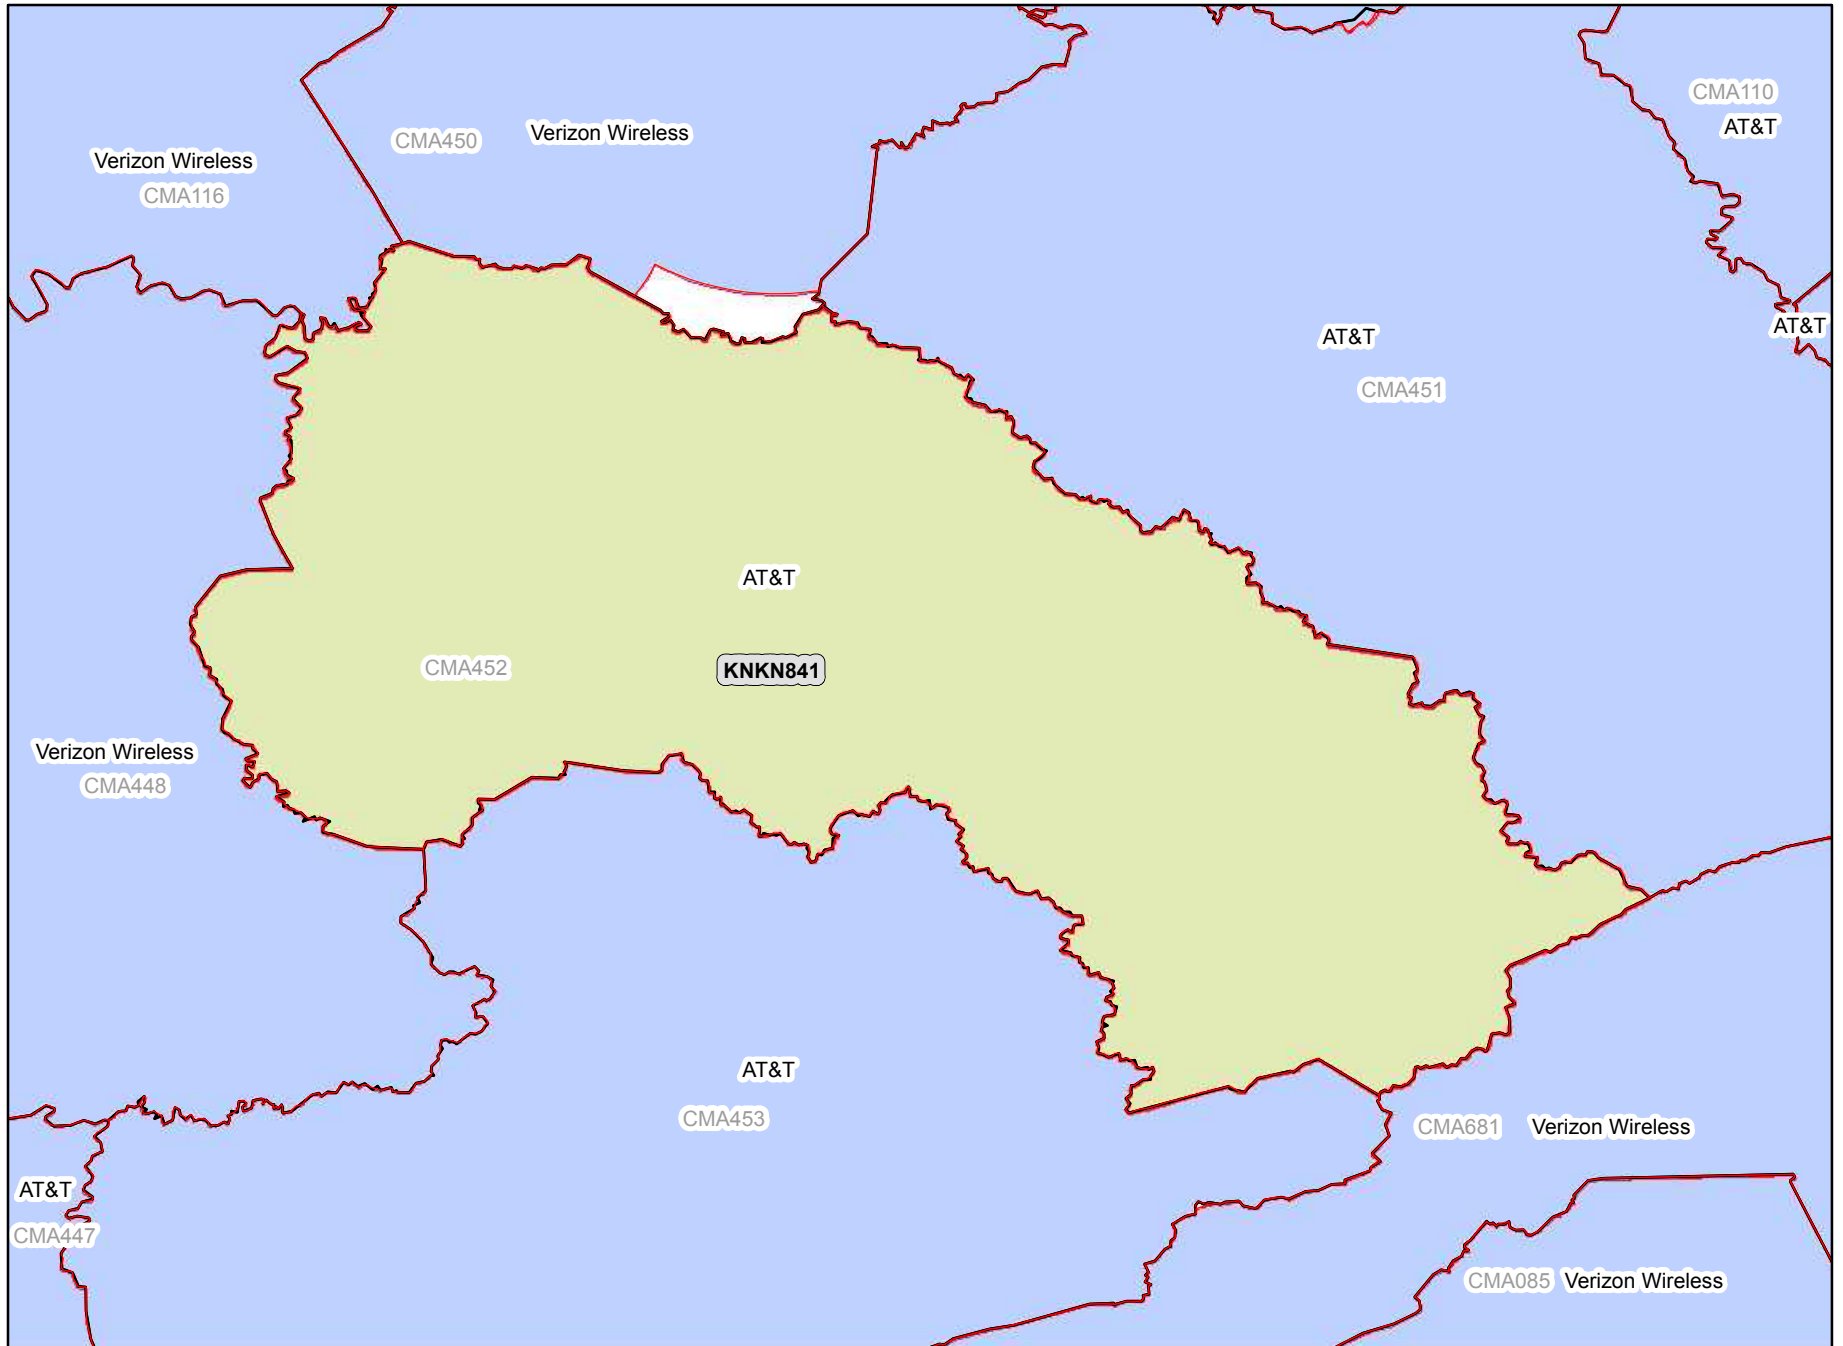 CMA110
AT&T
CMA450
Verizon Wireless
Verizon Wireless
CMA116
AT&T
AT&T
CMA451
AT&T
CMA452
KNKN841
Verizon Wireless
CMA448
AT&T
CMA453
CMA681
Verizon Wireless
AT&T
CMA447
CMA085
Verizon Wireless